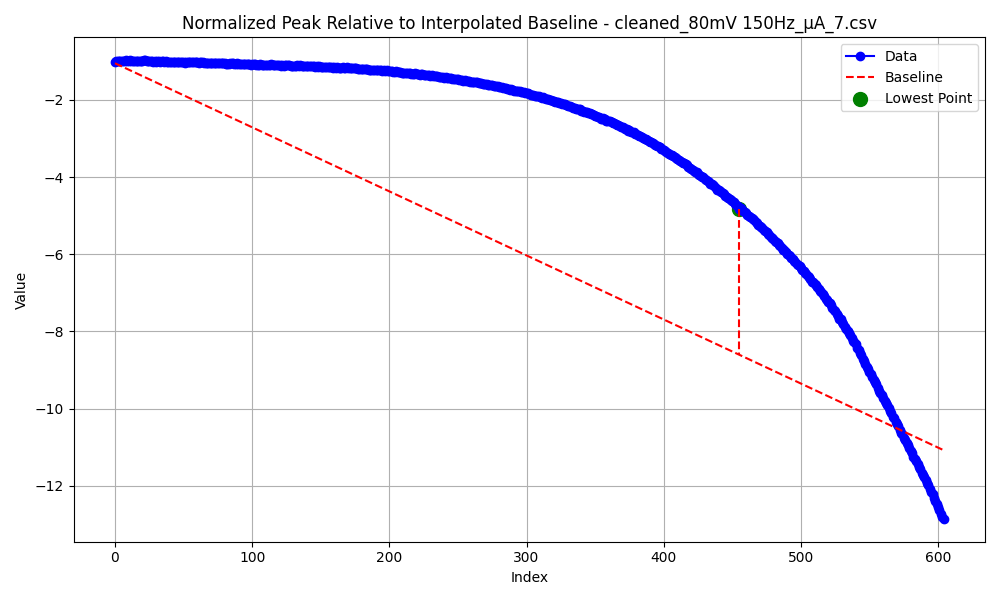 Normalized Peak Relative to Interpolated Baseline - cleaned_80mV 150Hz_μA_7.csv
Data
Baseline
Lowest Point
Value
−2
−4
−6
−8
−10
−12
0 100 200 300 400 500 600
Index